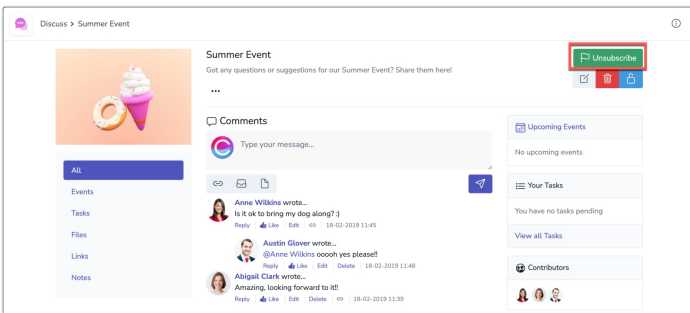 Discuss > Summer Event
Summer Event
Unsubscribe
Got any questions or suggestions for our Summer Event? Share them here!
...
Comments
Type your message...
All
Events
Tasks
Files
Links
Notes
Anne Wilkins wrote...
Is it ok to bring my dog along? :)
Reply Like Edit 18-02-2019 11:45
Austin Glover wrote...
@Anne Wilkins ooooh yes please!!
Reply Like Edit Delete 18-02-2019 11:48
Abigail Clark wrote...
Amazing, looking forward to it!!
Reply Like Edit Delete 18-02-2019 11:39
Upcoming Events
No upcoming events
Your Tasks
You have no tasks pending
View all Tasks
Contributors